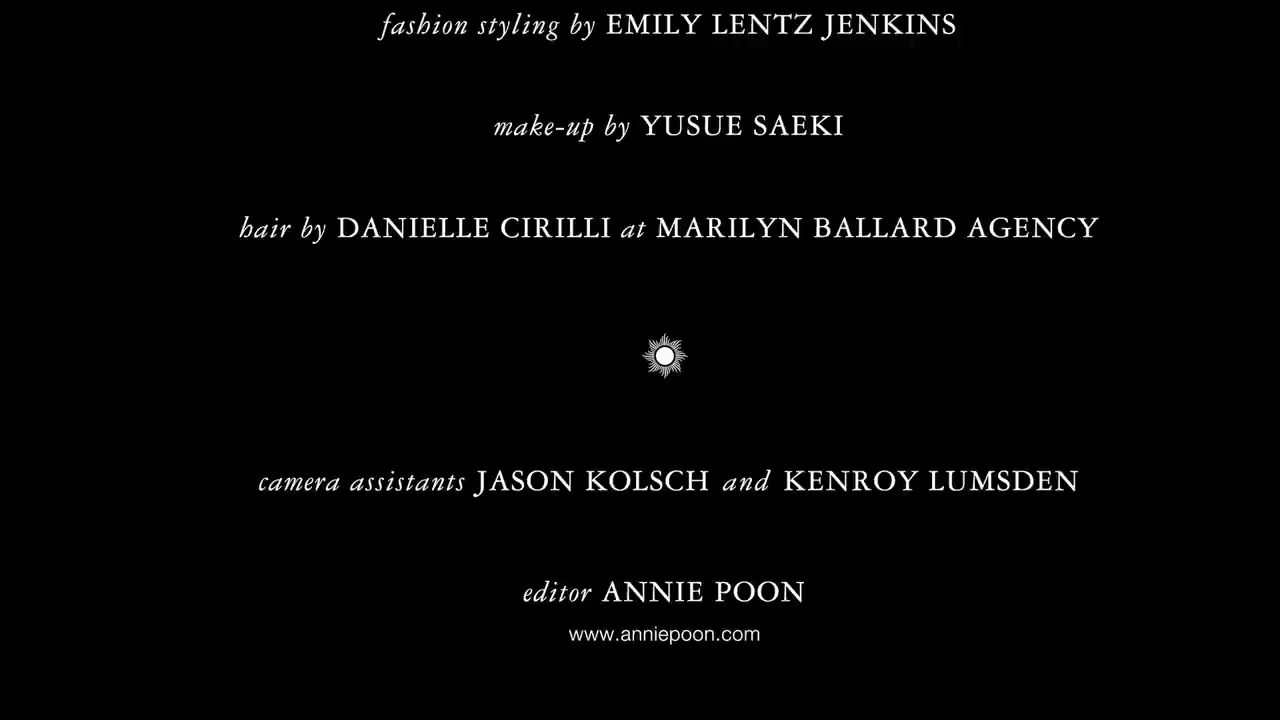 fashion styling by EMILY LENTZ JENKINS
make-up by YUSUE SAEKI
hair by DANIELLE CIRILLI at MARILYN BALLARD AGENCY
camera assistants JASON KOLSCH and KENROY LUMSDEN
editor ANNIE POON
www.anniepoon.com